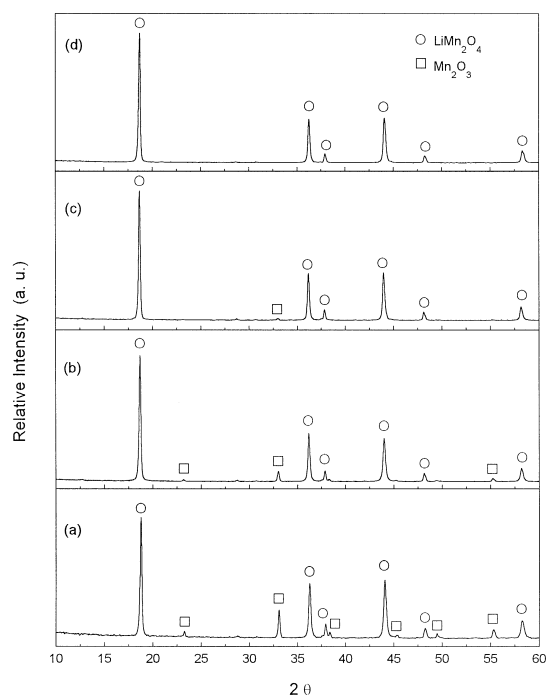 (d)
LiMn₂O₄
Mn₂O₃
(c)
(b)
(a)
Relative Intensity (a. u.)
10 15 20 25 30 35 40 45 50 55 60
2 θ